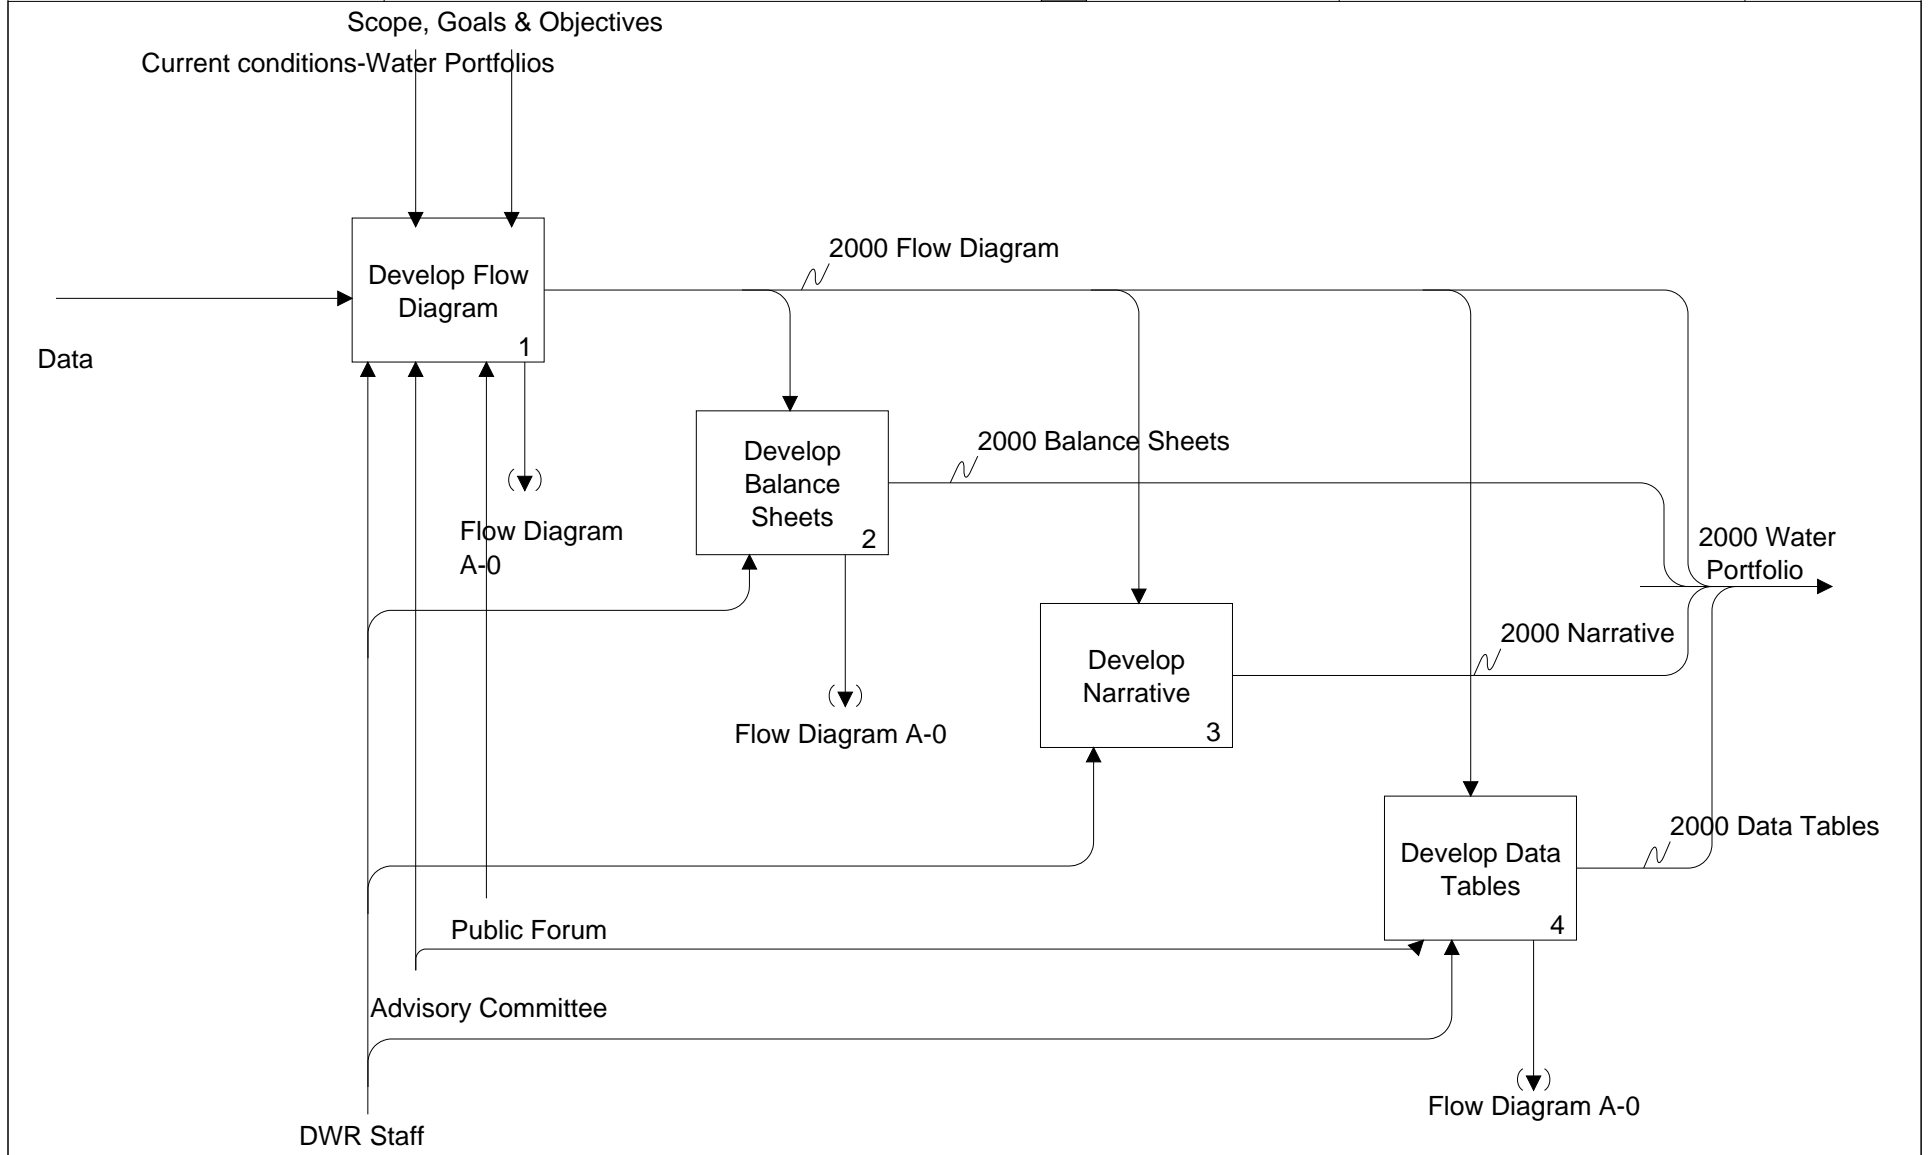 Scope, Goals & Objectives
Current conditions-Water Portfolios
2000 Flow Diagram
Develop Flow
Diagram
1
Data
2000 Balance Sheets
Develop
Balance
Sheets
2
Flow Diagram
A-0
2000 Water
Portfolio
2000 Narrative
Develop
Narrative
3
Flow Diagram A-0
2000 Data Tables
Develop Data
Tables
4
Public Forum
Advisory Committee
Flow Diagram A-0
DWR Staff